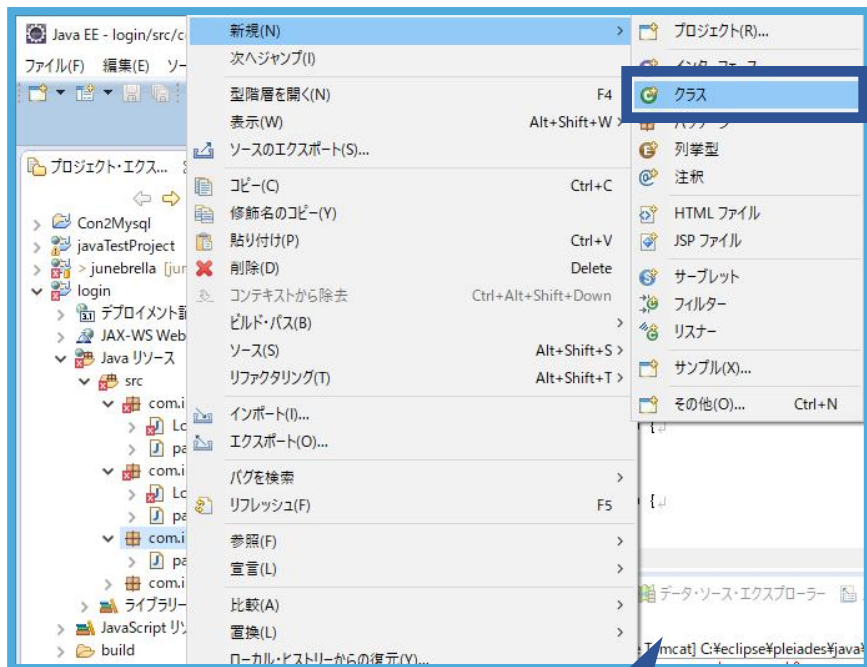 Java EE - login/src/c
ファイル(F) 編集(E) ソー
プロジェクト・エクス...
Con2Mysql
javaTestProject
> junebrella [jur
login
デプロイメント記
JAX-WS Web
Java リソース
src
com.i
Lo
pa
com.i
Lo
pa
com.i
pa
com.i
ライブラリー
JavaScript リソ
build
新規(N)
次へジャンプ(I)
型階層を開く(N) F4
表示(W) Alt+Shift+W
ソースのエクスポート(S)...
コピー(C) Ctrl+C
修飾名のコピー(Y)
貼り付け(P) Ctrl+V
削除(D) Delete
コンテキストから除去 Ctrl+Alt+Shift+Down
ビルド・パス(B)
ソース(S) Alt+Shift+S
リファクタリング(T) Alt+Shift+T
インポート(I)...
エクスポート(O)...
バグを検索
リフレッシュ(F) F5
参照(F)
宣言(L)
比較(A)
置換(L)
ローカル・ヒストリーからの復元(Y)...
プロジェクト(R)...
クラス
列挙型
注釈
HTML ファイル
JSP ファイル
サーブレット
フィルター
リスナー
サンプル(X)...
その他(O)... Ctrl+N
{
{
データ・ソース・エクスプローラー
Tomcat] C:¥eclipse¥pleiades¥java¥